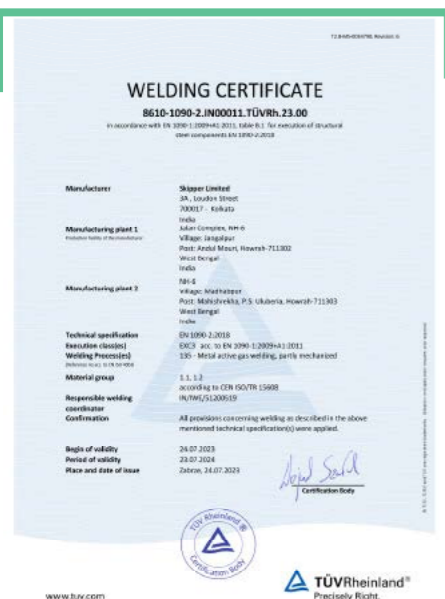 WELDING CERTIFICATE
8610-1090-2.IN00011.TÜVRh.23.00
in accordance with EN 1090-1:2009+A1:2011, table B.1 for execution of structural
steel components EN 1090-2:2018
Manufacturer Skipper Limited
3A, Loudon Street
700017 - Kolkata
India
Manufacturing plant 1 Jalan Complex, NH-6
Production facility of the manufacturer Village: Jangalpur
Post: Andul Mouri, Howrah-711302
West Bengal
India
Manufacturing plant 2 NH-6
Village: Madhabpur
Post: Mahishrekha, P.S: Uluberia, Howrah-711303
West Bengal
India
Technical specification EN 1090-2:2018
Execution class(es) EXC3 acc. to EN 1090-1:2009+A1:2011
Welding Process(es) 135 - Metal active gas welding, partly mechanized
Material group 1.1, 1.2
according to CEN ISO/TR 15608
Responsible welding IN/IWE/51200519
coordinator
Confirmation All provisions concerning welding as described in the above
mentioned technical specification(s) were applied.
Begin of validity 24.07.2023
Period of validity 23.07.2024
Place and date of issue Zabrze, 24.07.2023
Certification Body
TÜV Rheinland ®
Certification Body
www.tuv.com
TÜVRheinland®
Precisely Right.